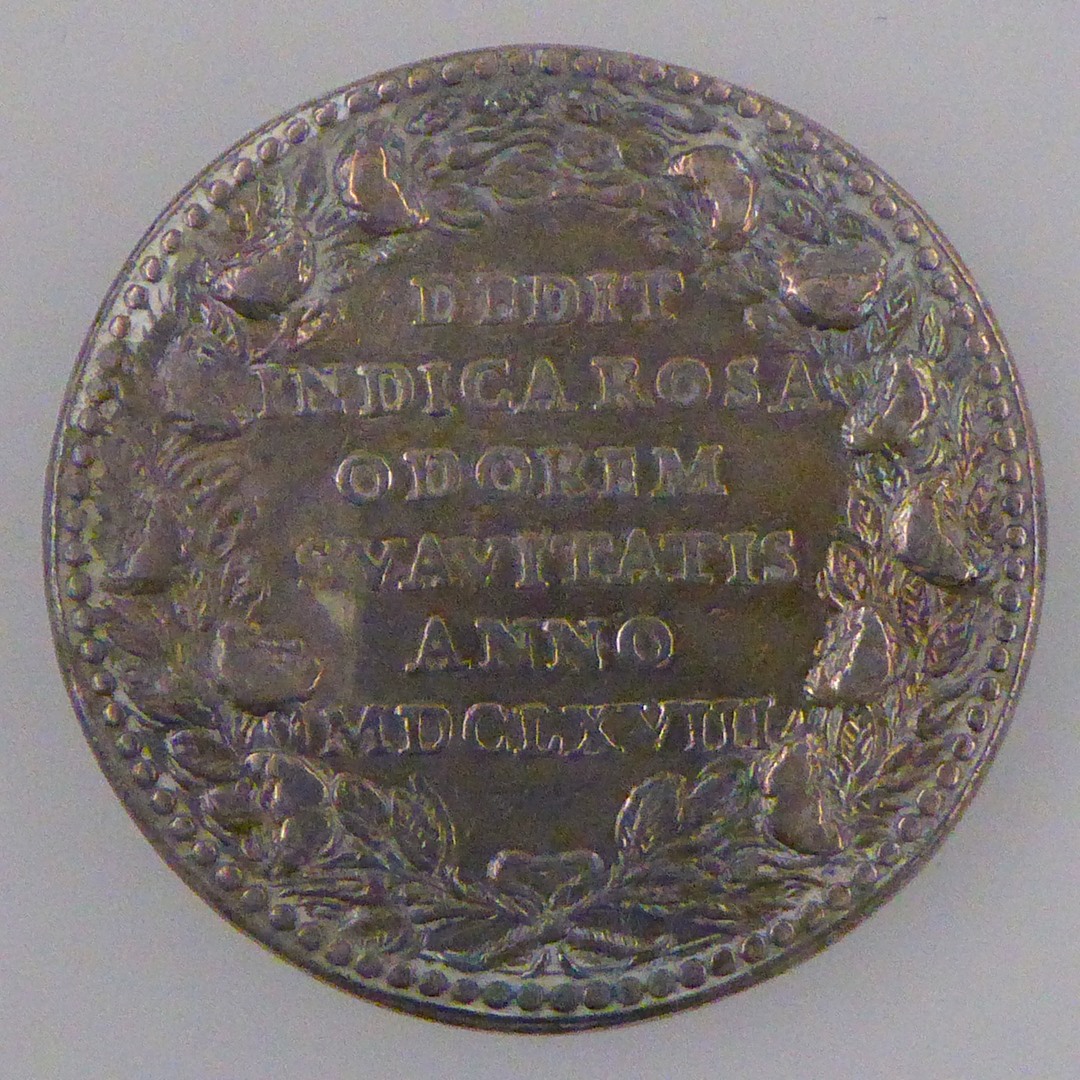 DEDIT
INDICA ROSA
ODOREM
SVAVITATIS
ANNO
MDCLXVIII